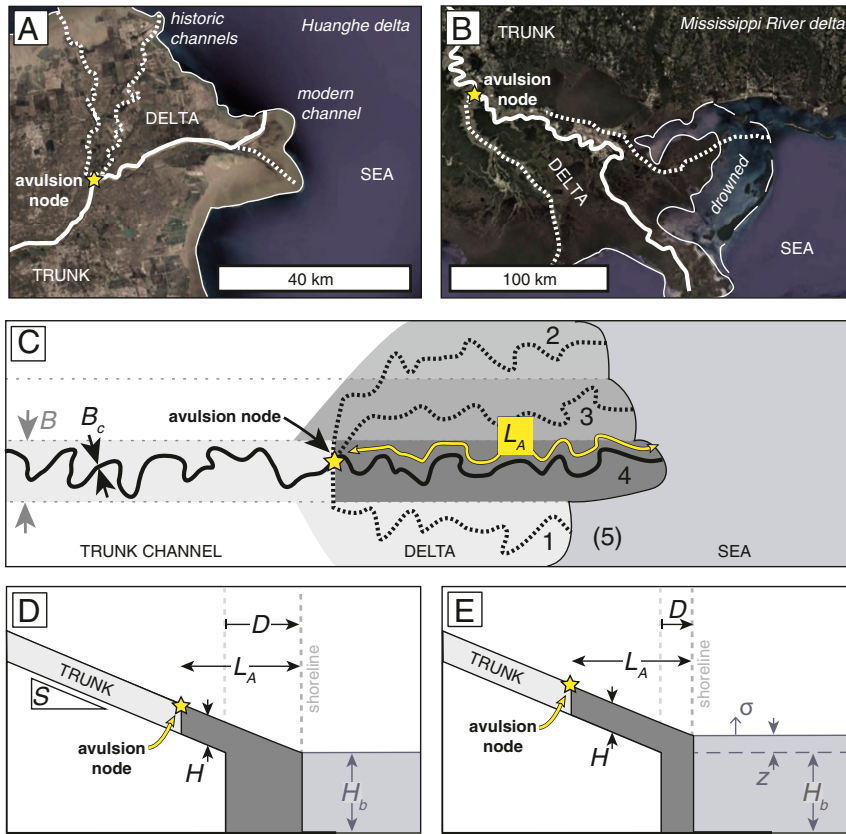 A
historic
channels
Huanghe delta
modern
channel
DELTA
avulsion
node
SEA
TRUNK
40 km
B
TRUNK
Mississippi River delta
avulsion
node
DELTA
drowned
SEA
100 km
C
2
B
B_c
avulsion node
3
L_A
4
1
(5)
TRUNK CHANNEL
DELTA
SEA
D
D
L_A
TRUNK
shoreline
S
avulsion
node
H
H_b
E
D
L_A
TRUNK
shoreline
σ
avulsion
node
H
z
H_b